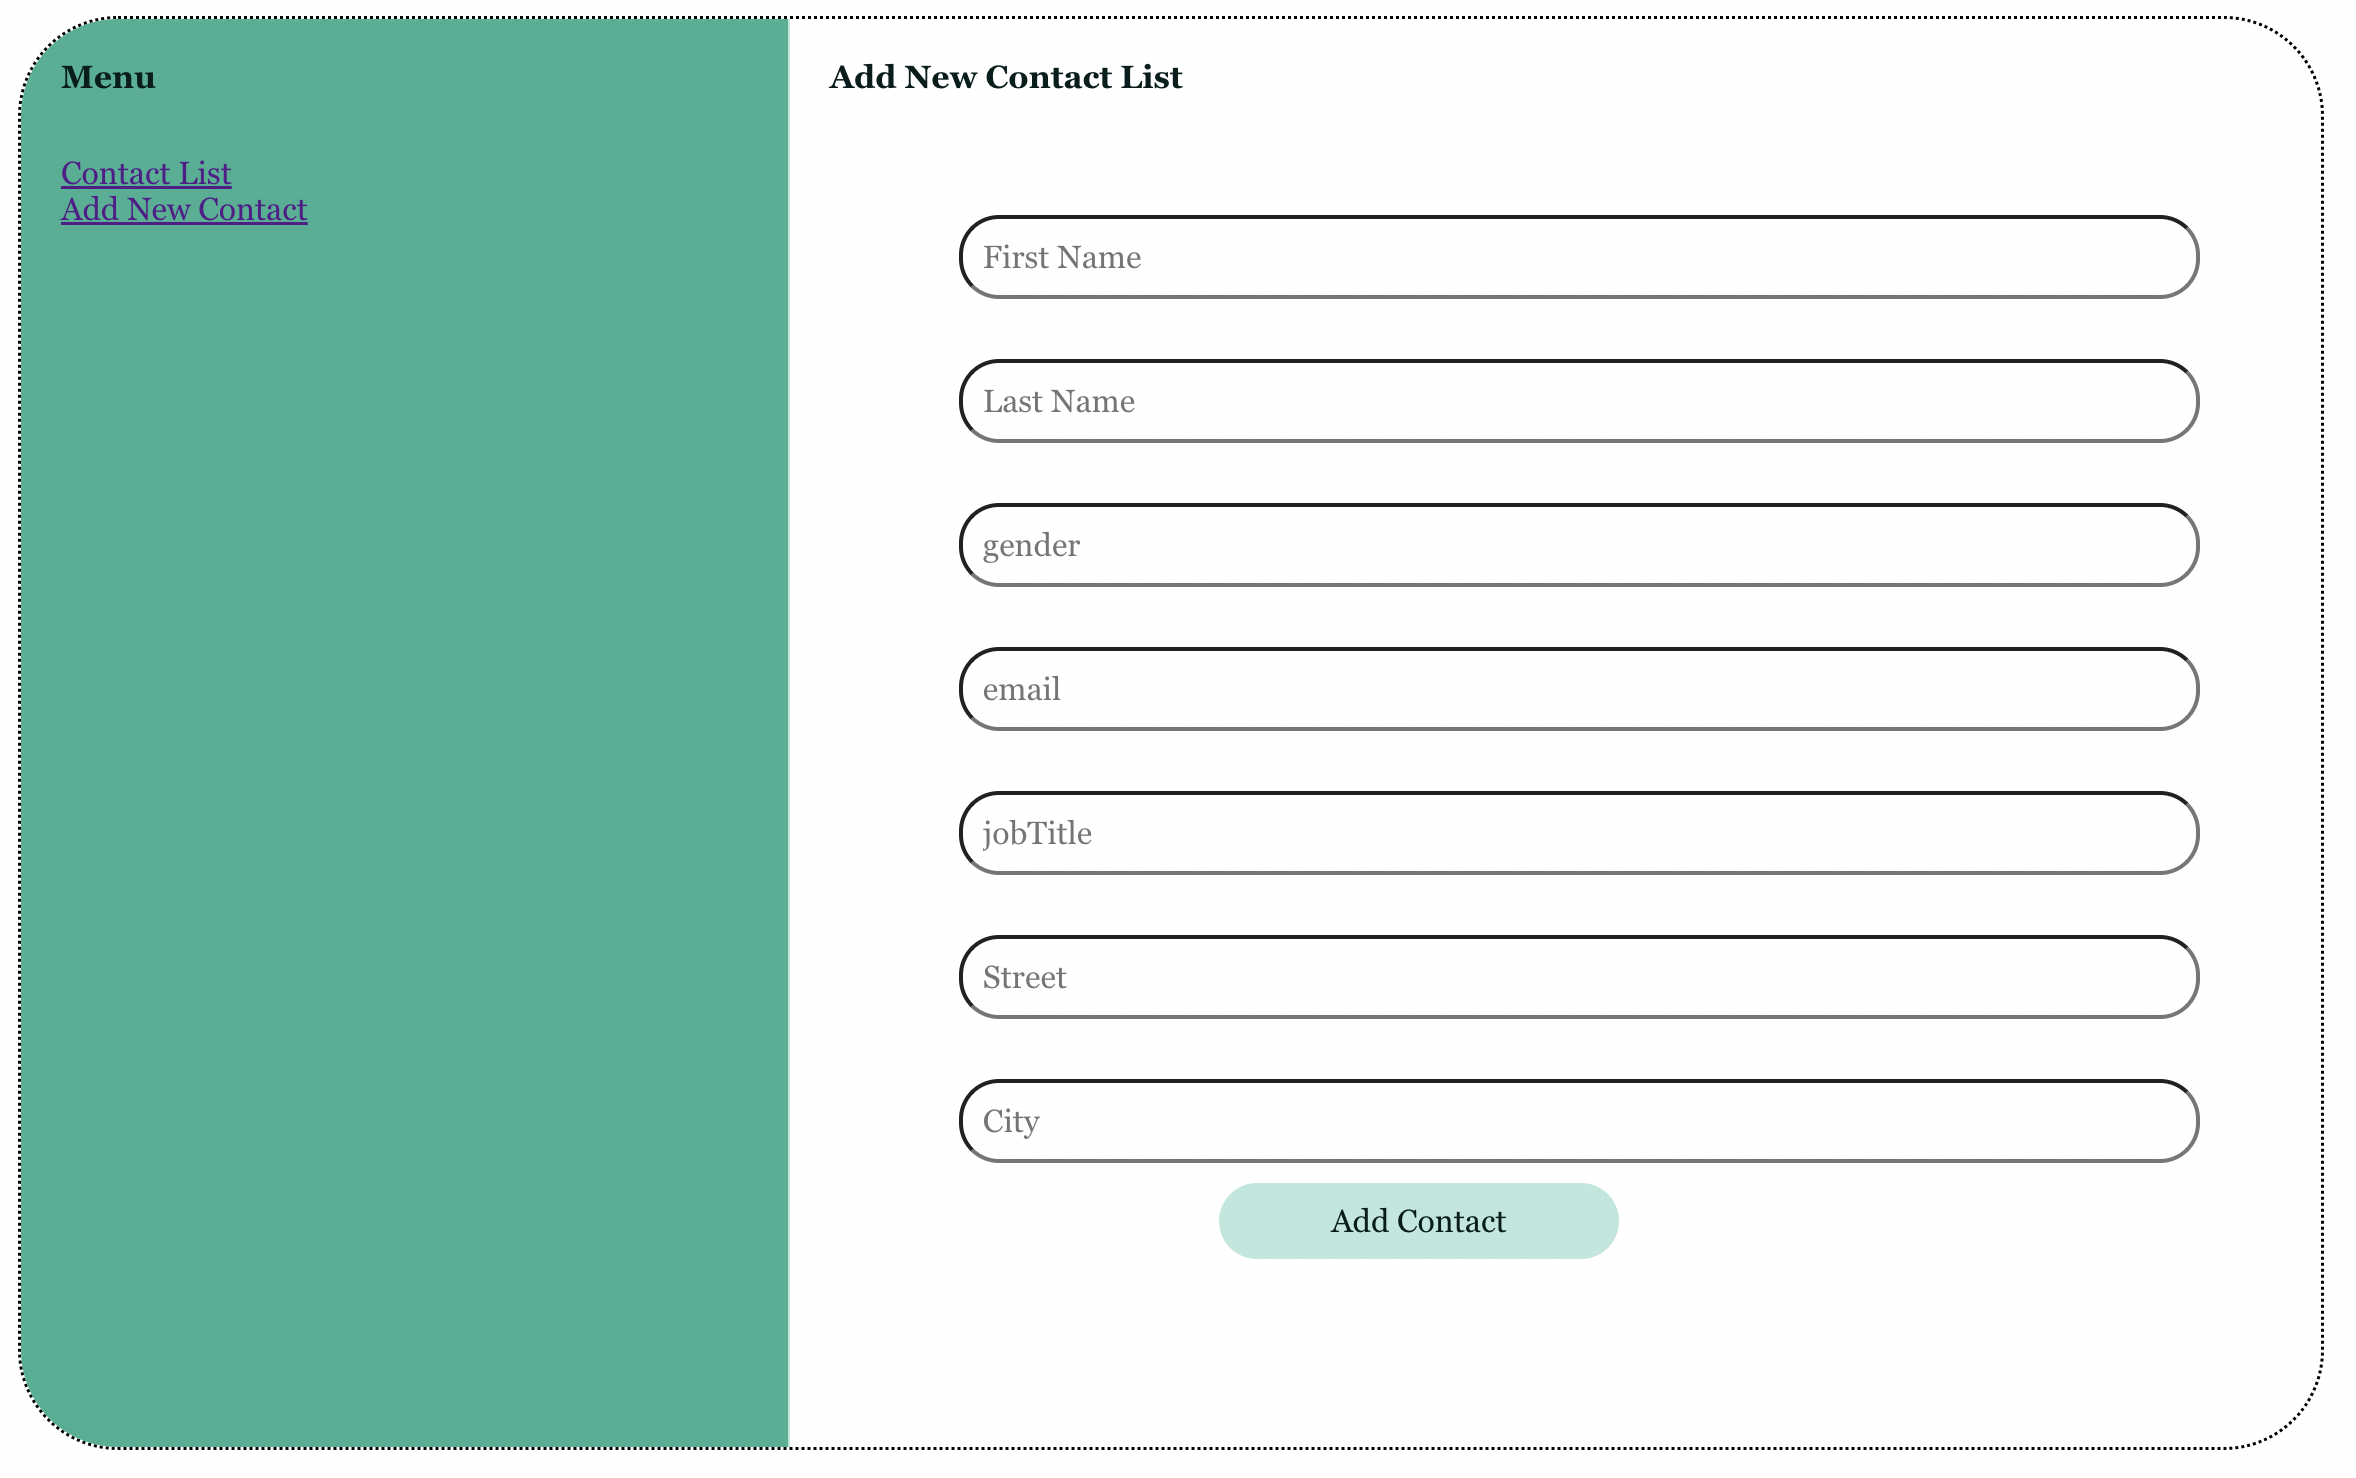 Menu
Contact List
Add New Contact
Add New Contact List
First Name
Last Name
gender
email
jobTitle
Street
City
Add Contact